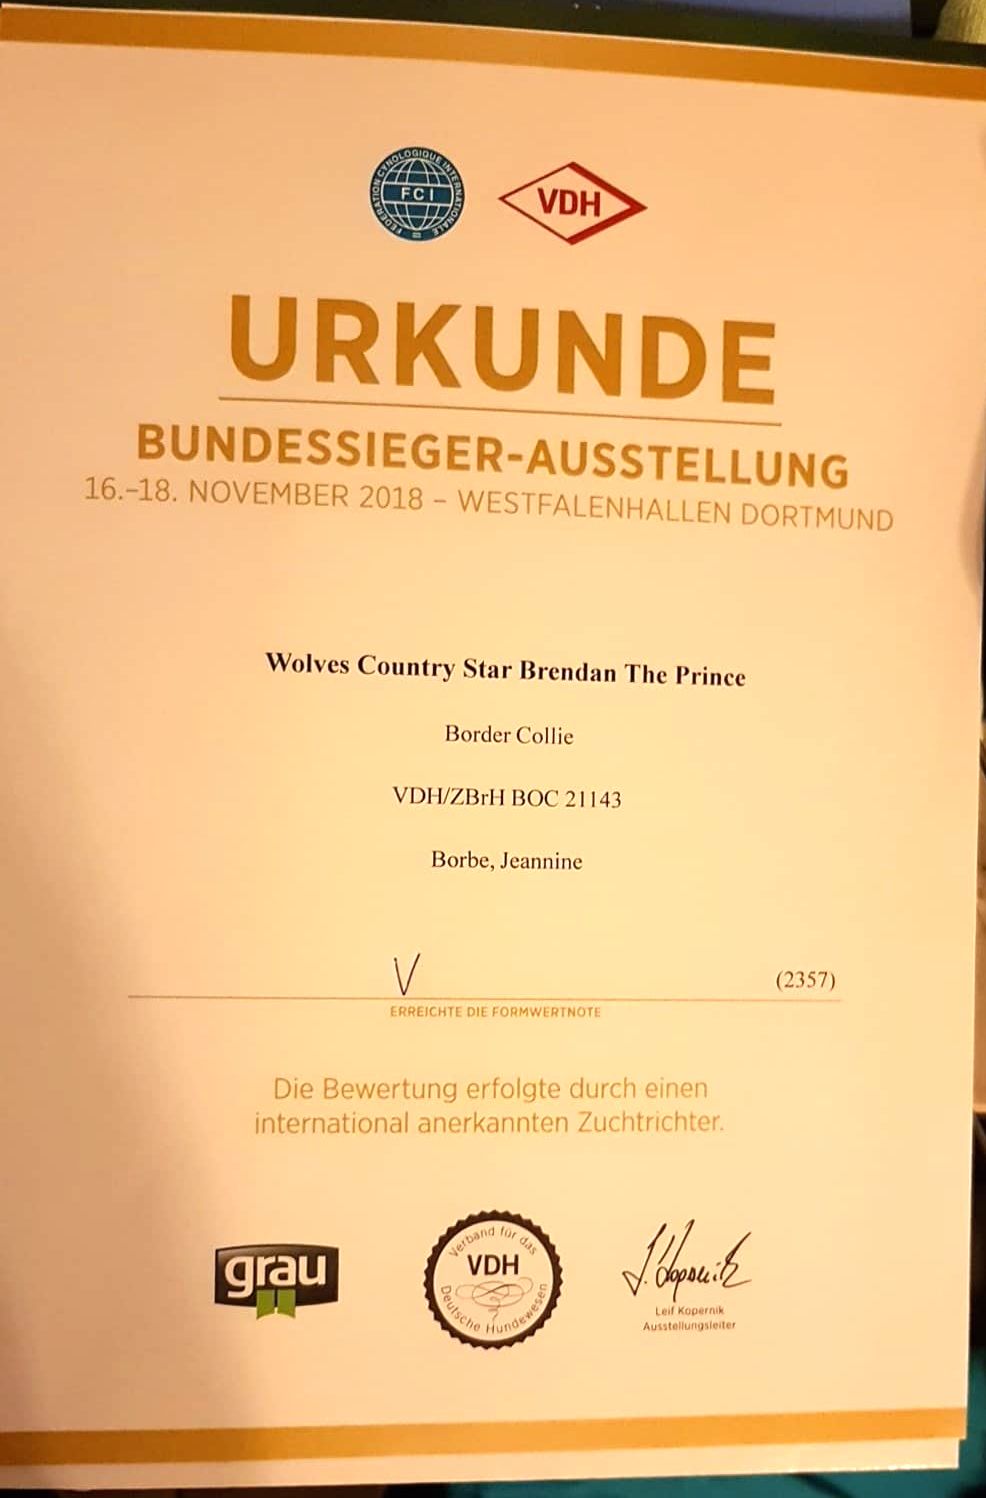 FEDERATION CYNOLOGIQUE INTERNATIONALE
FCI
VDH
URKUNDE
BUNDESSIEGER-AUSSTELLUNG
16.-18. NOVEMBER 2018 – WESTFALENHALLEN DORTMUND
Wolves Country Star Brendan The Prince
Border Collie
VDH/ZBrH BOC 21143
Borbe, Jeannine
V
(2357)
ERREICHTE DIE FORMWERTNOTE
Die Bewertung erfolgte durch einen
international anerkannten Zuchtrichter.
grau
Verband für das
VDH
Deutsche Hundewesen
L. Kopernik
Leif Kopernik
Ausstellungsleiter